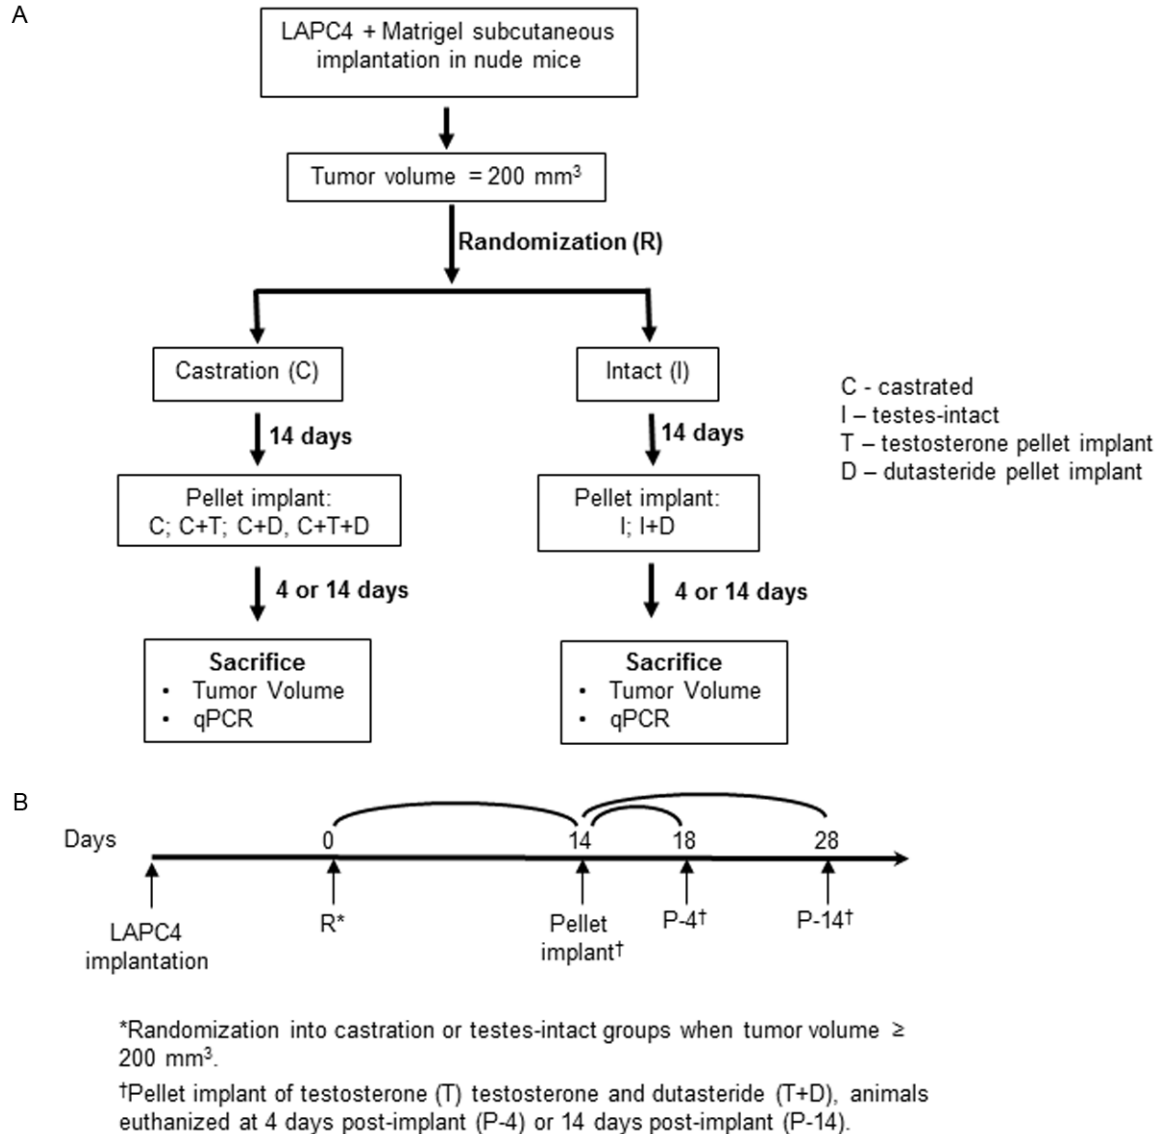 A
LAPC4 + Matrigel subcutaneous
implantation in nude mice
Tumor volume = 200 mm³
Randomization (R)
Castration (C)
Intact (I)
14 days
14 days
Pellet implant:
C; C+T; C+D, C+T+D
Pellet implant:
I; I+D
4 or 14 days
4 or 14 days
Sacrifice
• Tumor Volume
• qPCR
Sacrifice
• Tumor Volume
• qPCR
C - castrated
I – testes-intact
T – testosterone pellet implant
D – dutasteride pellet implant
B
Days
0
14
18
28
LAPC4
implantation
R*
Pellet
implant†
P-4†
P-14†
*Randomization into castration or testes-intact groups when tumor volume ≥
200 mm³.
†Pellet implant of testosterone (T) testosterone and dutasteride (T+D), animals
euthanized at 4 days post-implant (P-4) or 14 days post-implant (P-14).